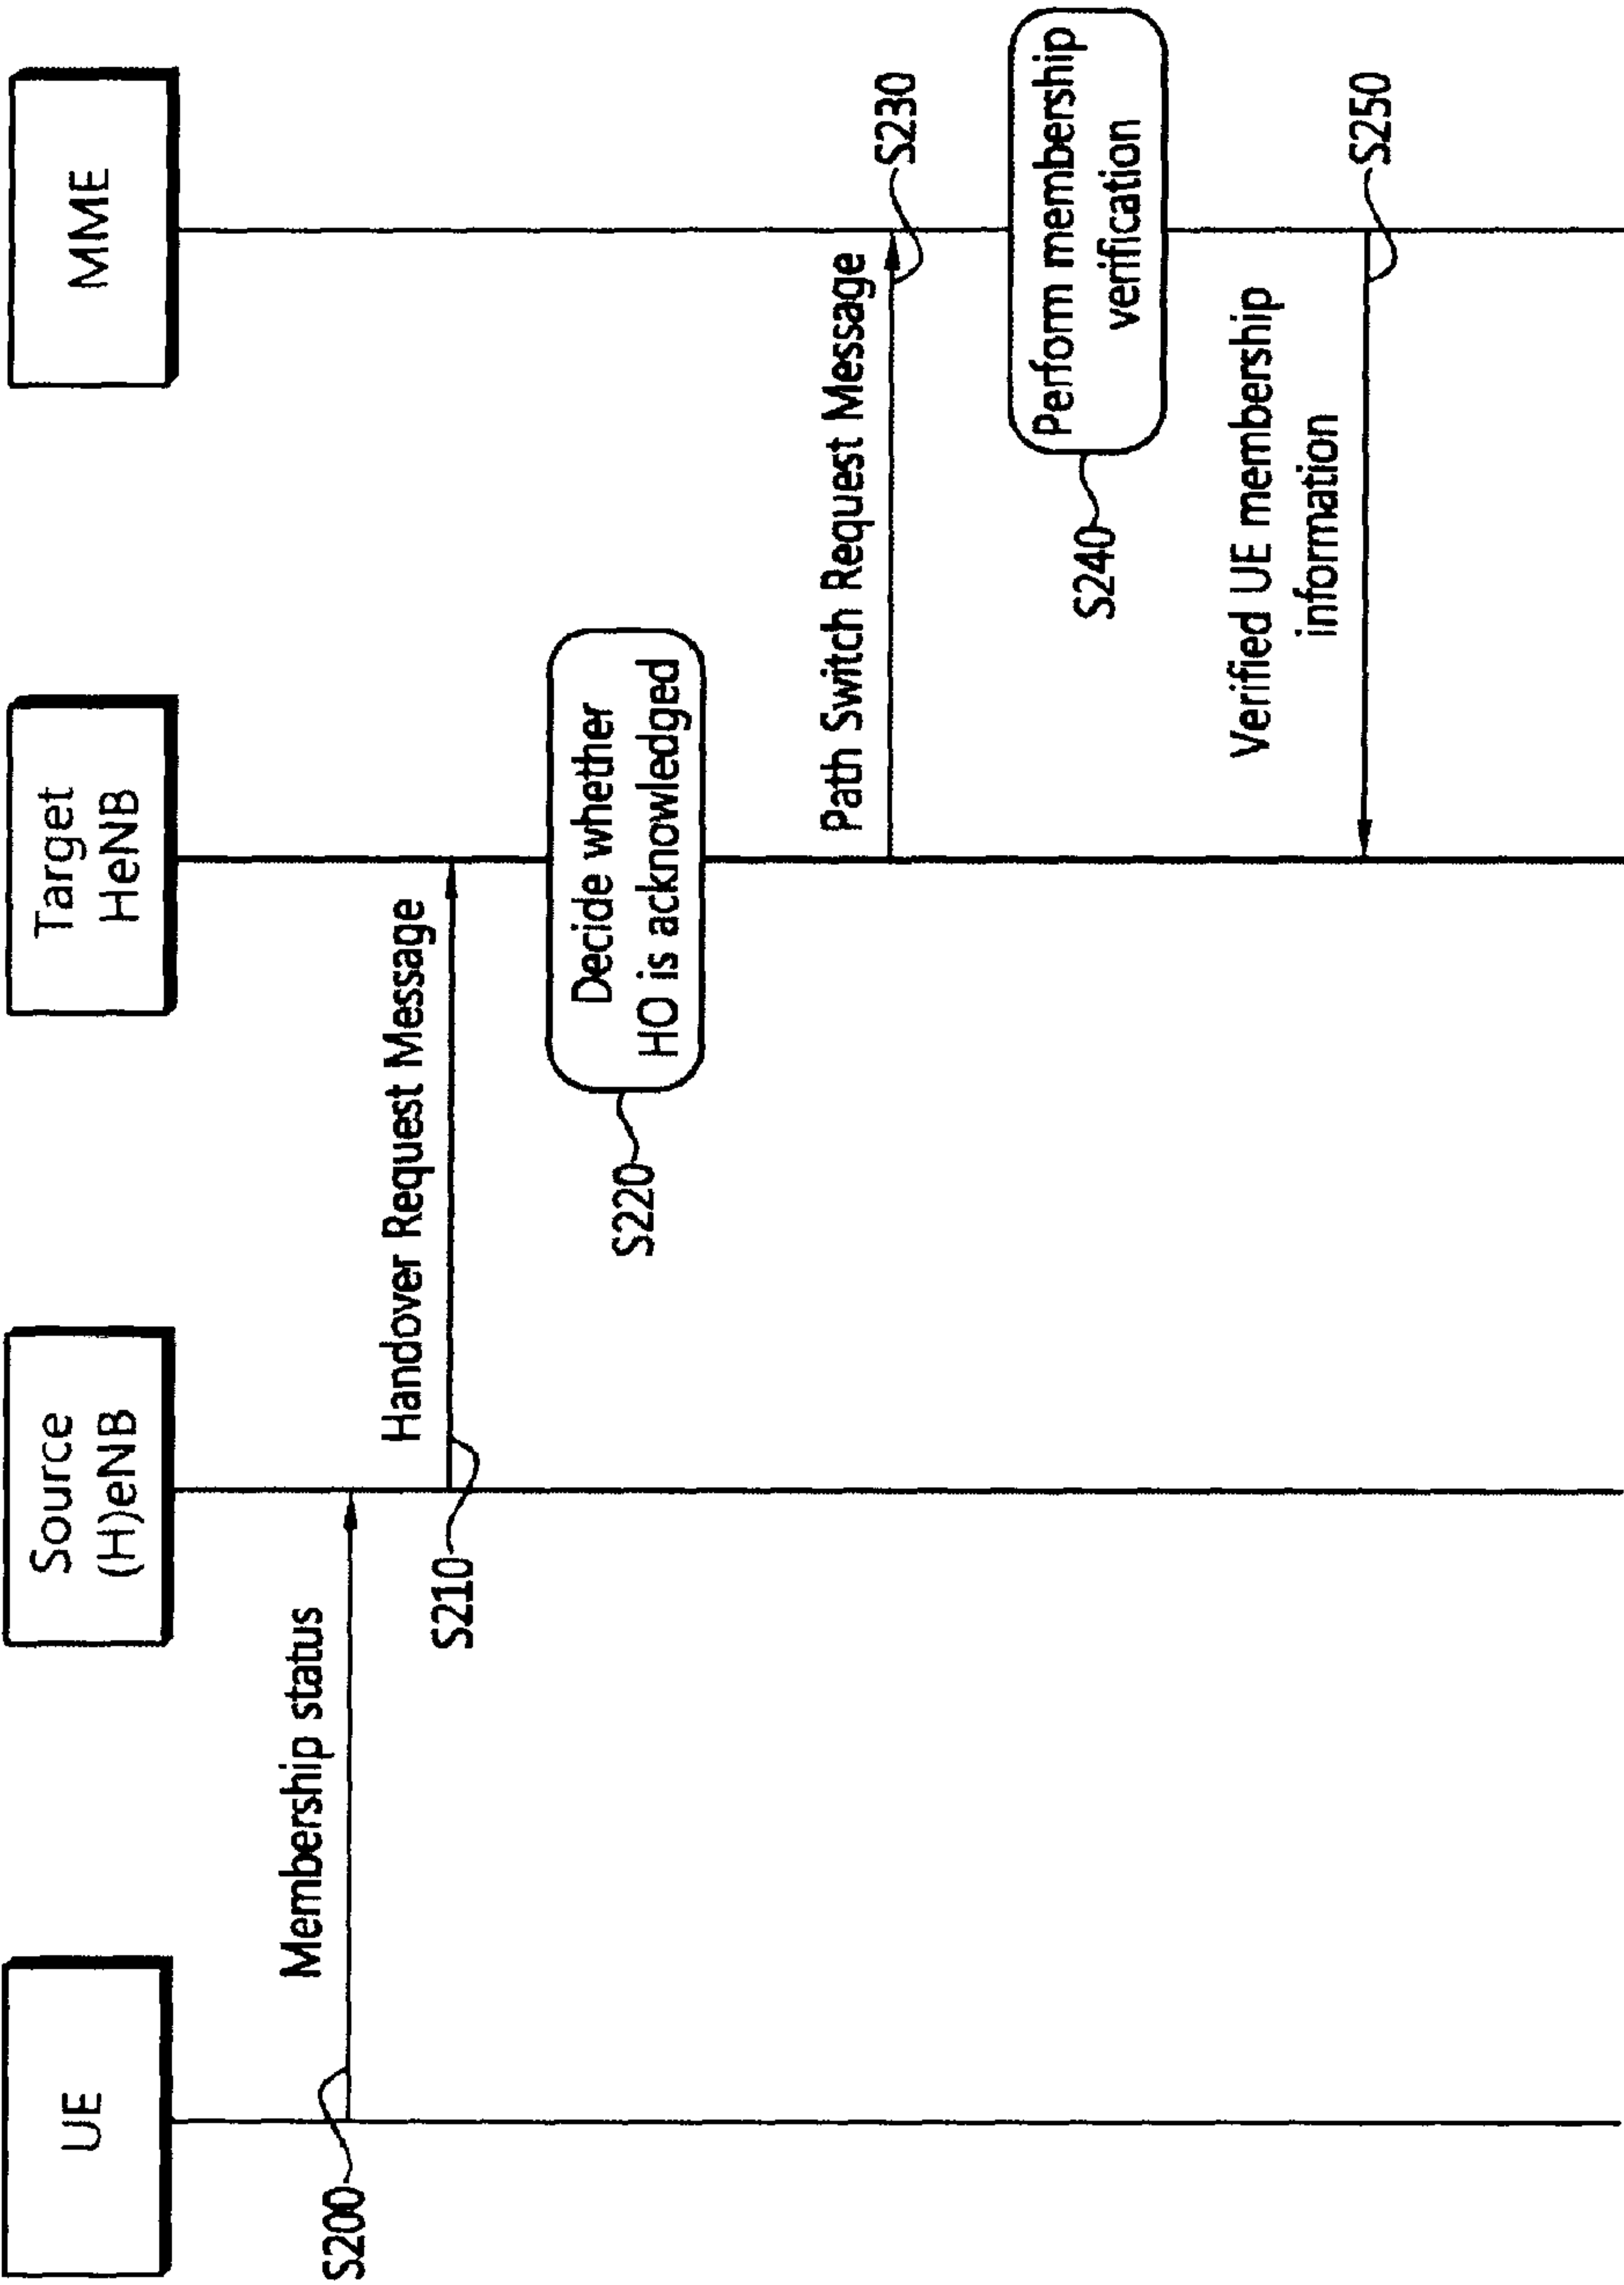 UE
Source
(H)eNB
Target
HeNB
MME
Membership status
S200
Handover Request Message
S210
Decide whether
HO is acknowledged
S220
Path Switch Request Message
S230
Perfom membership
verification
S240
Verified UE membership
information
S250